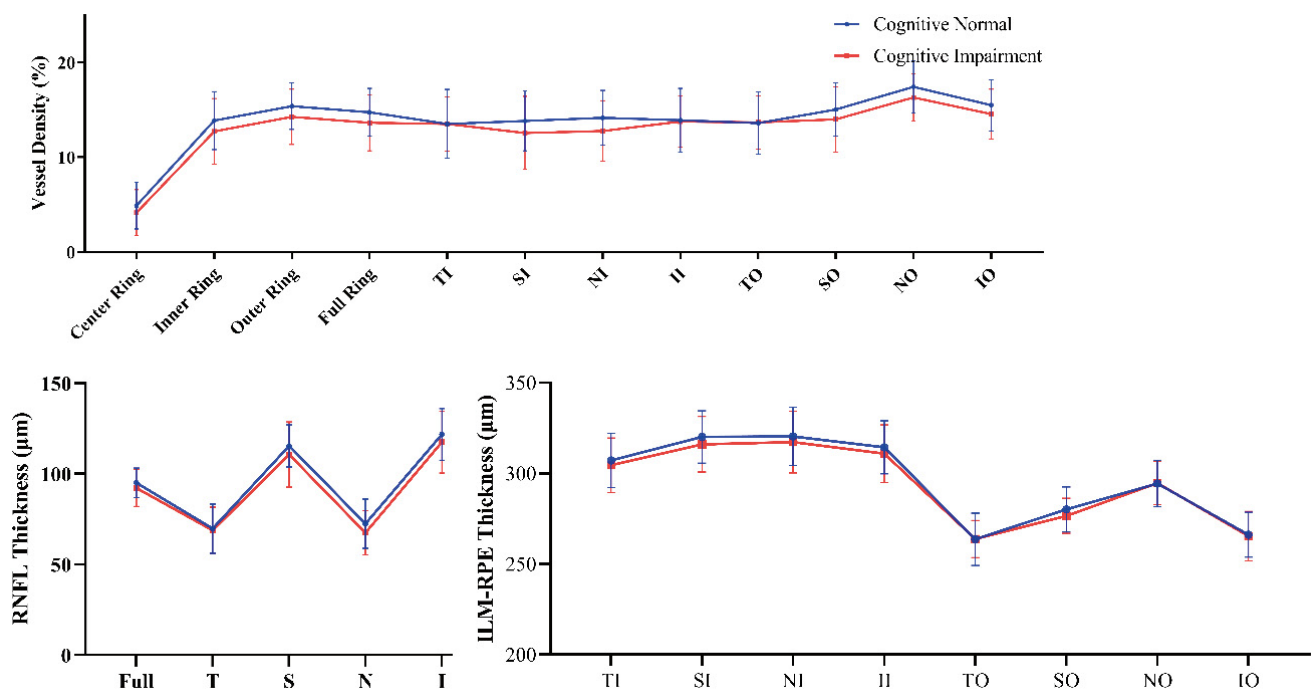 Cognitive Normal
Cognitive Impairment
Vessel Density (%)
20
10
0
Center Ring
Inner Ring
Outer Ring
Full Ring
TI
SI
NI
II
TO
SO
NO
IO
RNFL Thickness (μm)
150
100
50
0
Full
T
S
N
I
ILM-RPE Thickness (μm)
350
300
250
200
TI
SI
NI
II
TO
SO
NO
IO